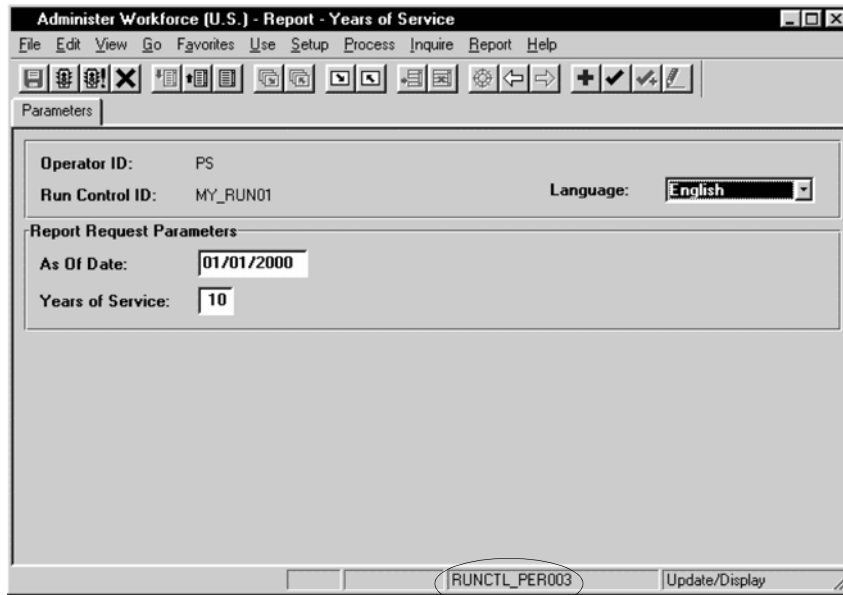 Administer Workforce (U.S.) - Report - Years of Service
File Edit View Go Favorites Use Setup Process Inquire Report Help
Parameters
Operator ID: PS
Run Control ID: MY_RUN01 Language: English
Report Request Parameters
As Of Date: 01/01/2000
Years of Service: 10
RUNCTL_PER003 Update/Display